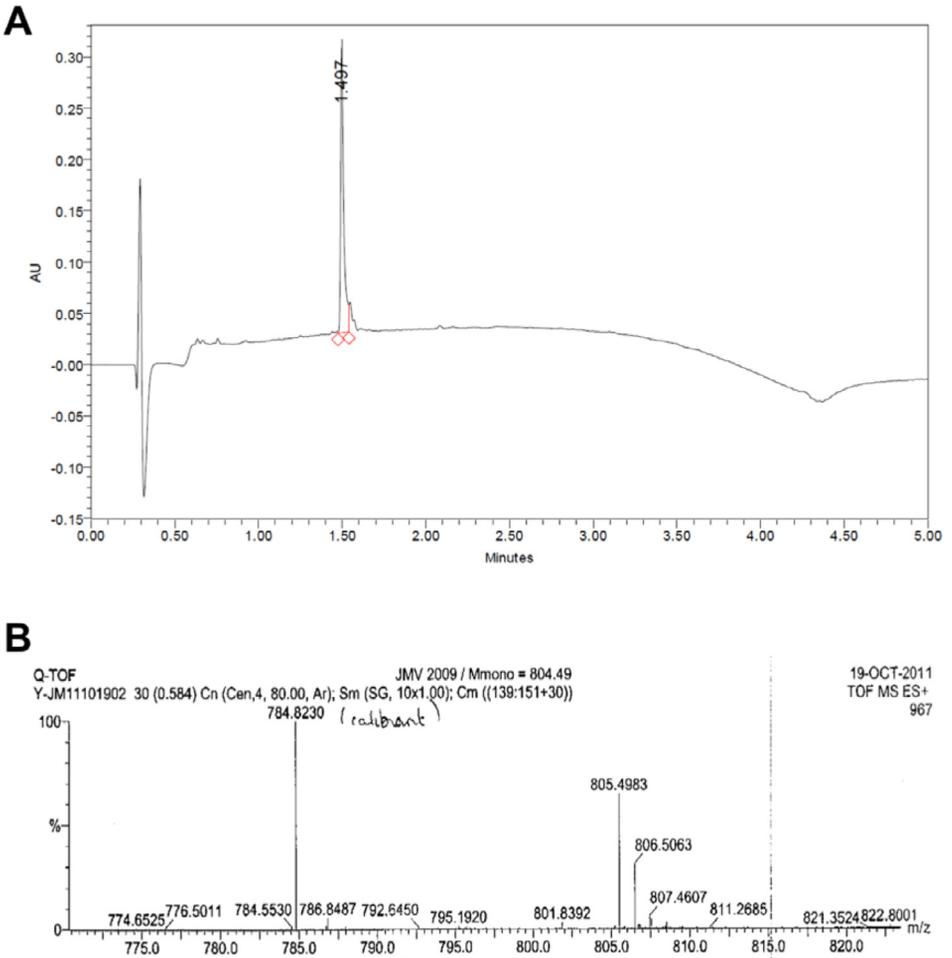 A
0.30
0.25
0.20
0.15
0.10
0.05
-0.00
-0.05
-0.10
-0.15
AU
1.497
0.00 0.50 1.00 1.50 2.00 2.50 3.00 3.50 4.00 4.50 5.00
Minutes
B
Q-TOF JMV 2009 / Mmono = 804.49 19-OCT-2011
Y-JM11101902 30 (0.584) Cn (Cen,4, 80.00, Ar); Sm (SG, 10x1.00); Cm ((139:151+30)) TOF MS ES+
967
100 784.8230 (calibrant)
805.4983
%
806.5063
774.6525 776.5011 784.5530 786.8487 792.6450 795.1920 801.8392 807.4607 811.2685 821.3524 822.8001
0 m/z
775.0 780.0 785.0 790.0 795.0 800.0 805.0 810.0 815.0 820.0